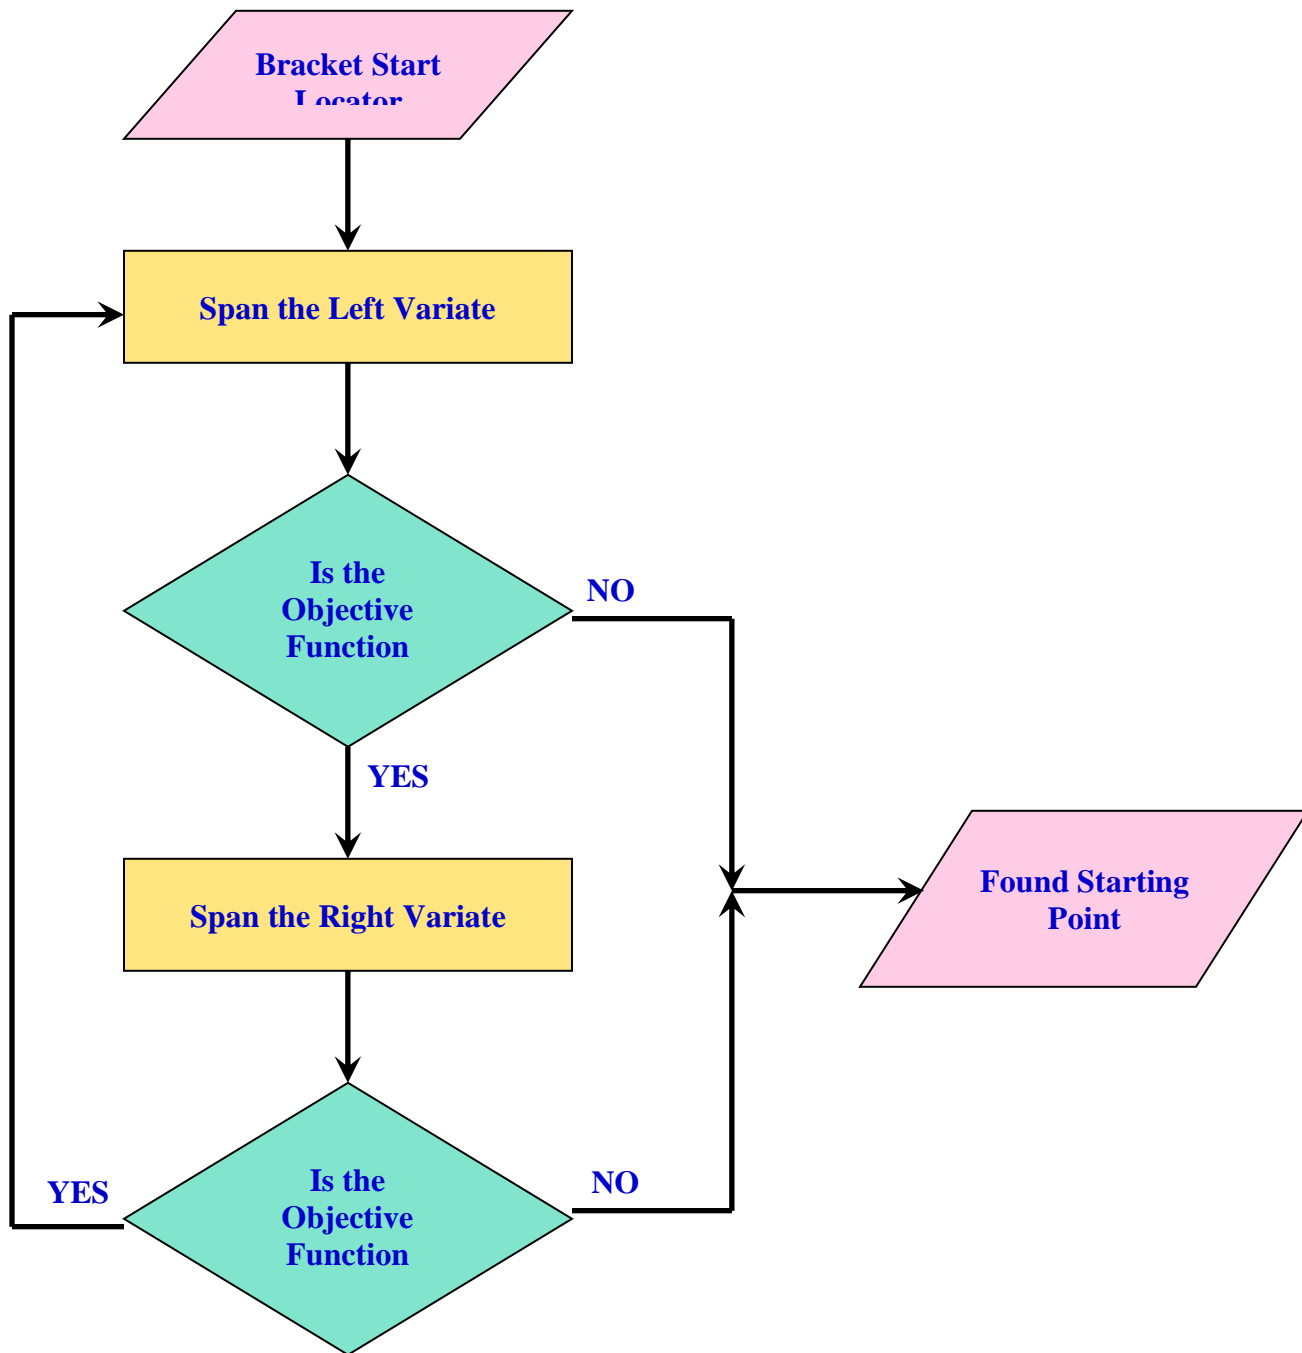 Bracket Start
Locator
Span the Left Variate
Is the
Objective
Function
NO
YES
Span the Right Variate
Found Starting
Point
Is the
Objective
Function
YES
NO